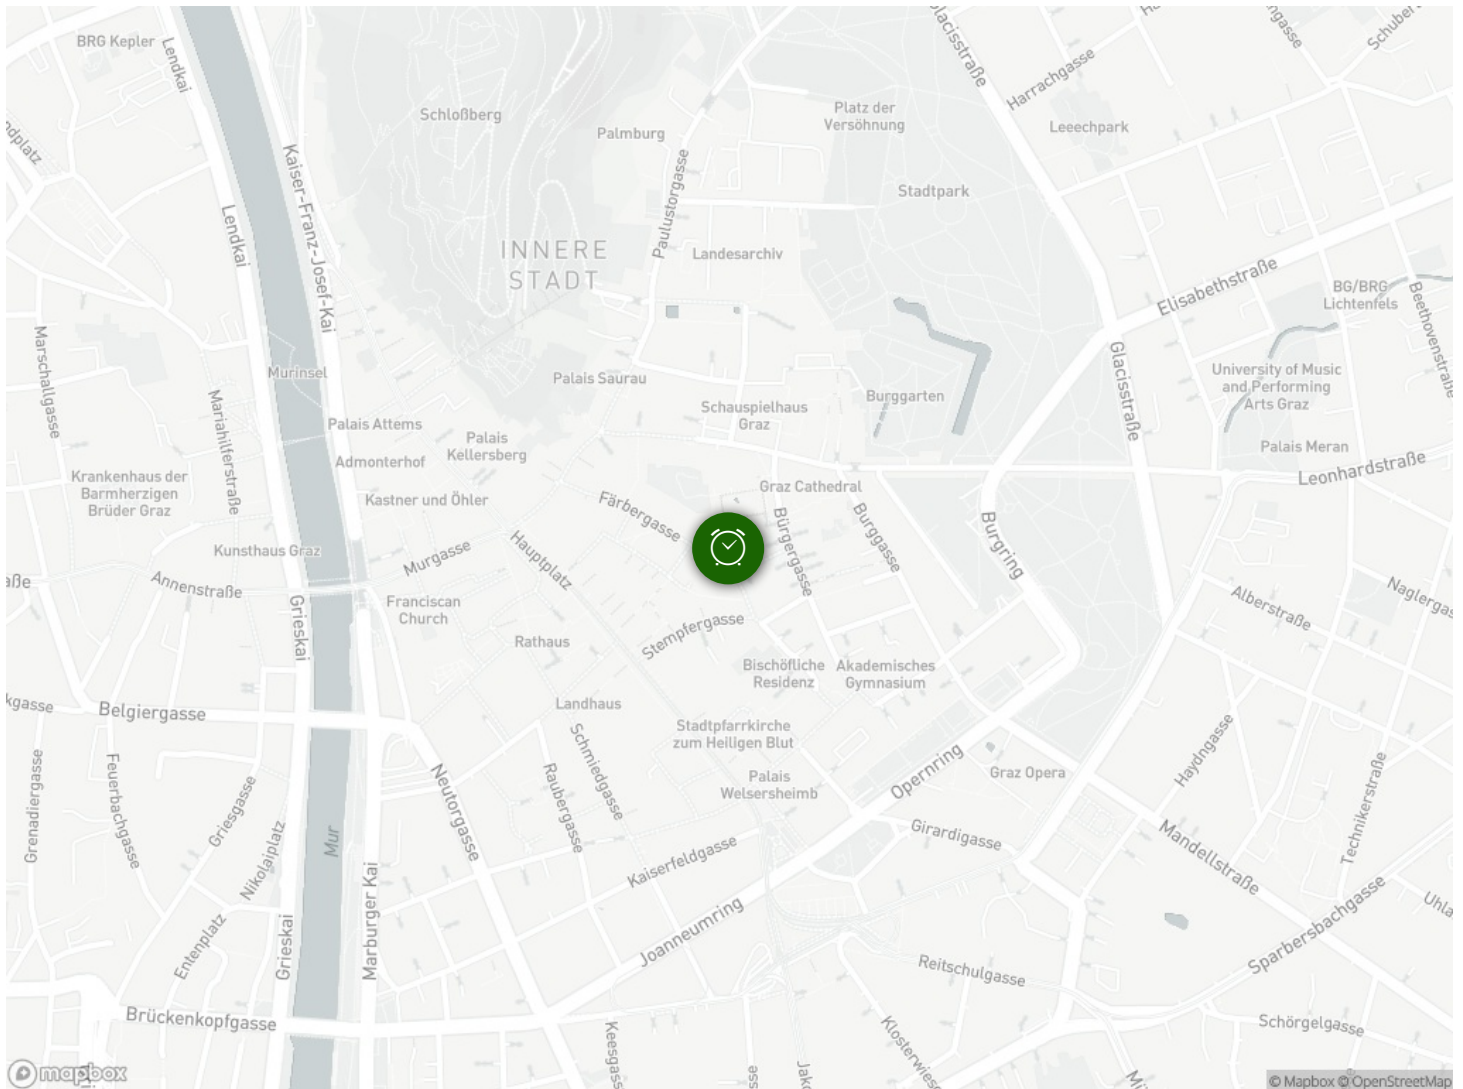 BRG Kepler
Lendkai
Kaiser-Franz-Josef-Kai
Schloßberg
Palmburg
Paulustorgasse
Platz der
Versöhnung
Glacisstraße
Harrachgasse
Leeechpark
Stadtpark
Lendkai
INNERE
STADT
Landesarchiv
Elisabethstraße
BG/BRG
Lichtenfels
Beethovenstraße
Marschallgasse
Murinsel
Mariahilferstraße
Palais Saurau
Burggarten
Glacisstraße
University of Music
and Performing
Arts Graz
Palais Attems
Schauspielhaus
Graz
Palais
Kellersberg
Palais Meran
Admonterhof
Leonhardstraße
Krankenhaus der
Barmherzigen
Brüder Graz
Kastner und Öhler
Färbergasse
Graz Cathedral
Bürgergasse
Burggasse
Burgring
Kunsthaus Graz
Murgasse
Hauptplatz
Annenstraße
Grieskai
Franciscan
Church
Alberstraße
Rathaus
Stempfergasse
Bischöfliche
Residenz
Akademisches
Gymnasium
Belgiergasse
Landhaus
Stadtpfarrkirche
zum Heiligen Blut
Schmiedgasse
Haydngasse
Grenadiergasse
Feuerbachgasse
Griesgasse
Neutorgasse
Raubergasse
Palais
Welsersheimb
Opernring
Graz Opera
Technikerstraße
Nikolaiplatz
Mur
Girardigasse
Mandellstraße
Kaiserfeldgasse
Marburger Kai
Grieskai
Entenplatz
Joanneumring
Reitschulgasse
Sparbersbachgasse
Brückenkopfgasse
Schörgelgasse
mapbox
© Mapbox © OpenStreetMap